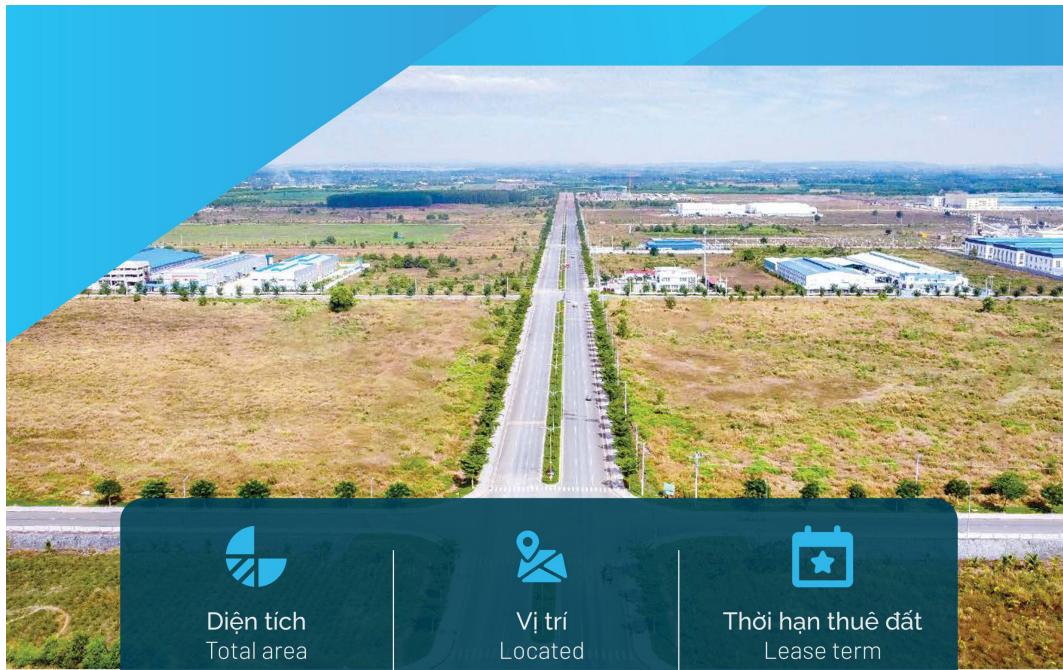 Diện tích
Total area
Vị trí
Located
Thời hạn thuê đất
Lease term